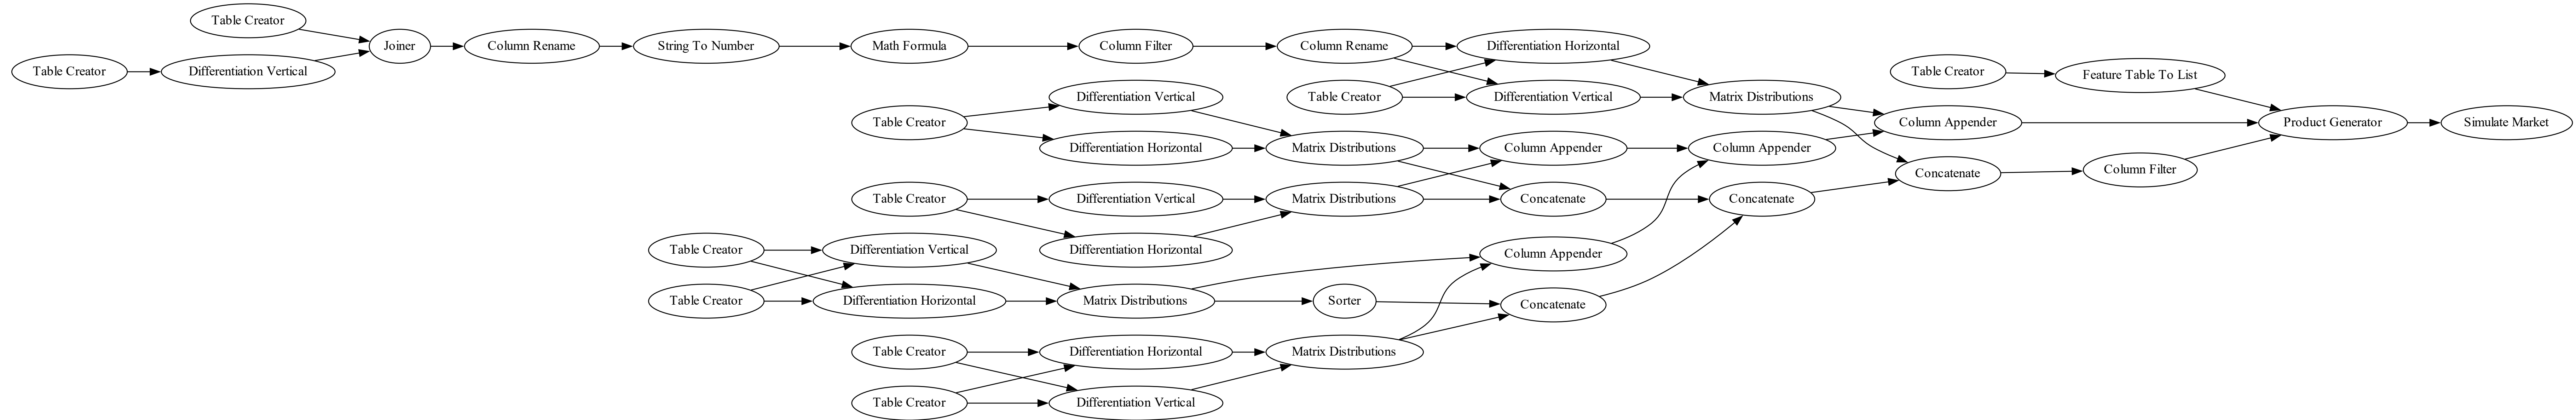 Table Creator
Table Creator
Differentiation Vertical
Joiner
Column Rename
String To Number
Math Formula
Column Filter
Column Rename
Differentiation Horizontal
Table Creator
Differentiation Vertical
Matrix Distributions
Table Creator
Feature Table To List
Table Creator
Differentiation Vertical
Differentiation Horizontal
Matrix Distributions
Column Appender
Column Appender
Column Appender
Product Generator
Simulate Market
Table Creator
Differentiation Vertical
Differentiation Horizontal
Matrix Distributions
Concatenate
Concatenate
Concatenate
Column Filter
Table Creator
Differentiation Vertical
Table Creator
Differentiation Horizontal
Matrix Distributions
Sorter
Column Appender
Concatenate
Table Creator
Differentiation Horizontal
Matrix Distributions
Table Creator
Differentiation Vertical